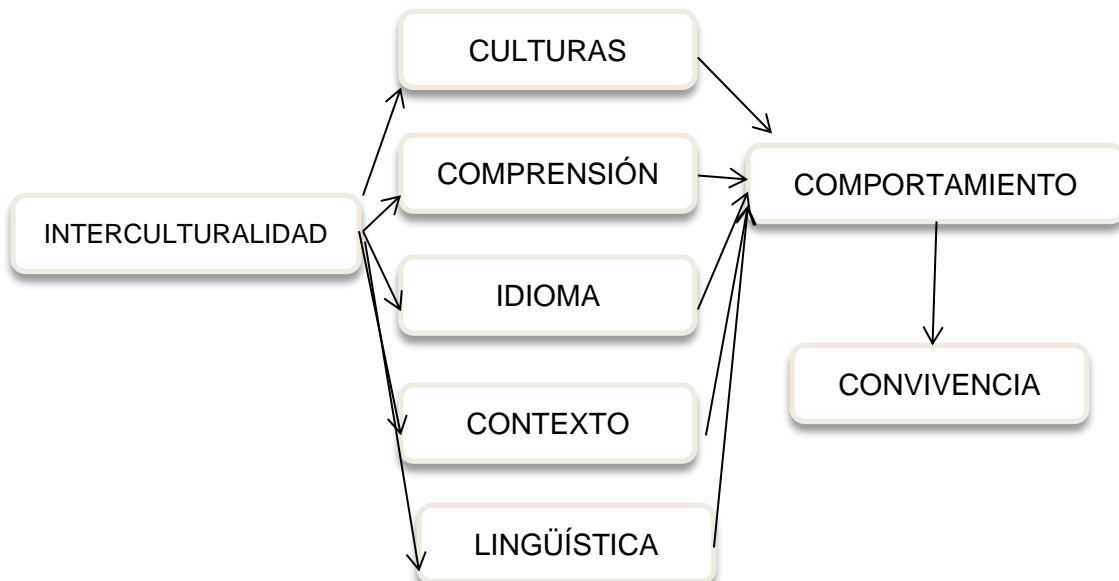 CULTURAS
COMPRENSIÓN
COMPORTAMIENTO
INTERCULTURALIDAD
IDIOMA
CONVIVENCIA
CONTEXTO
LINGÜÍSTICA